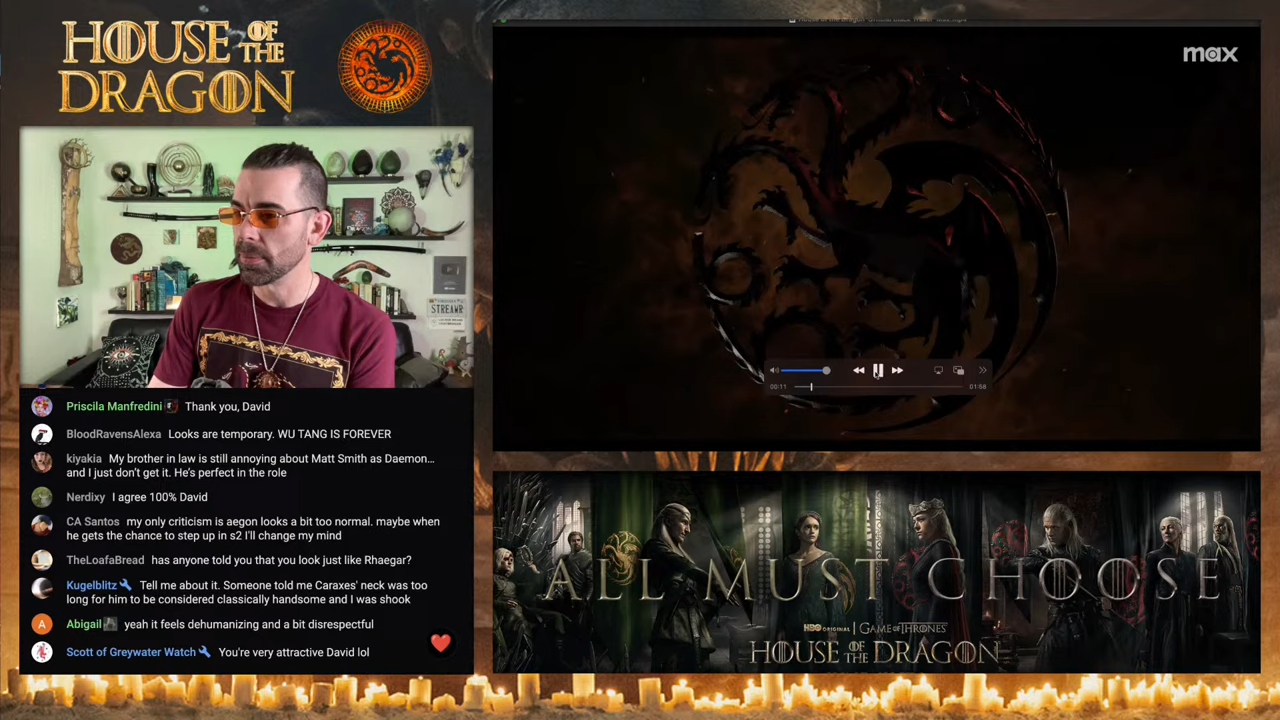 HOUSE OF THE DRAGON
max
00:11
01:58
STREAWR
Priscila Manfredini Thank you, David
BloodRavensAlexa Looks are temporary. WU TANG IS FOREVER
kiyakia My brother in law is still annoying about Matt Smith as Daemon…
and I just don't get it. He's perfect in the role
Nerdixy I agree 100% David
CA Santos my only criticism is aegon looks a bit too normal. maybe when
he gets the chance to step up in s2 I'll change my mind
TheLoafaBread has anyone told you that you look just like Rhaegar?
Kugelblitz Tell me about it. Someone told me Caraxes' neck was too
long for him to be considered classically handsome and I was shook
A Abigail yeah it feels dehumanizing and a bit disrespectful
Scott of Greywater Watch You're very attractive David lol
ALL MUST CHOOSE
HBO ORIGINAL | GAME OF THRONES
HOUSE OF THE DRAGON